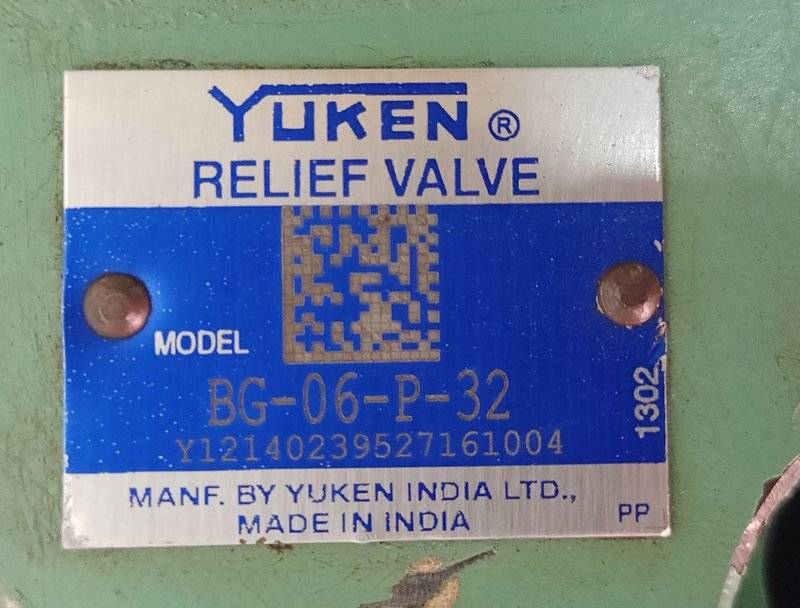 YUKEN ®
RELIEF VALVE
MODEL
BG-06-P-32
Y12140239527161004
1302
MANF. BY YUKEN INDIA LTD.,
MADE IN INDIA
PP